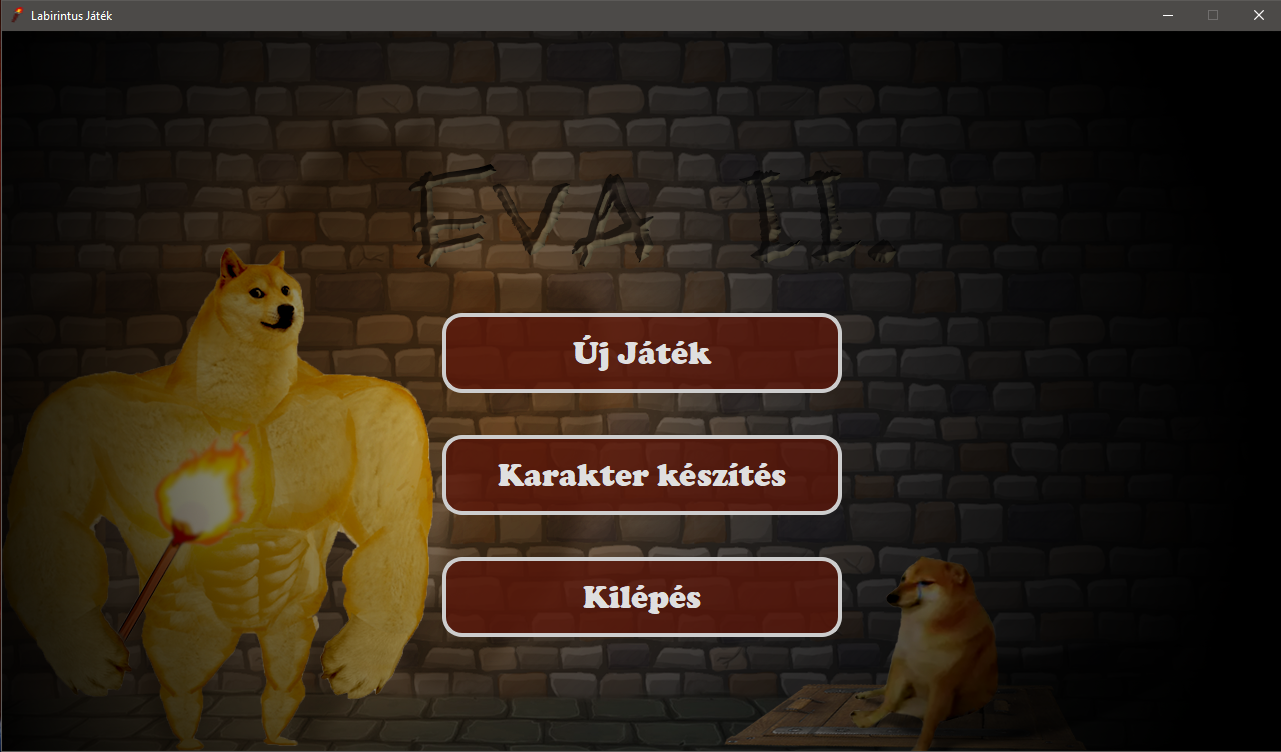 Labirintus Játék
EVA II.
Új Játék
Karakter készítés
Kilépés